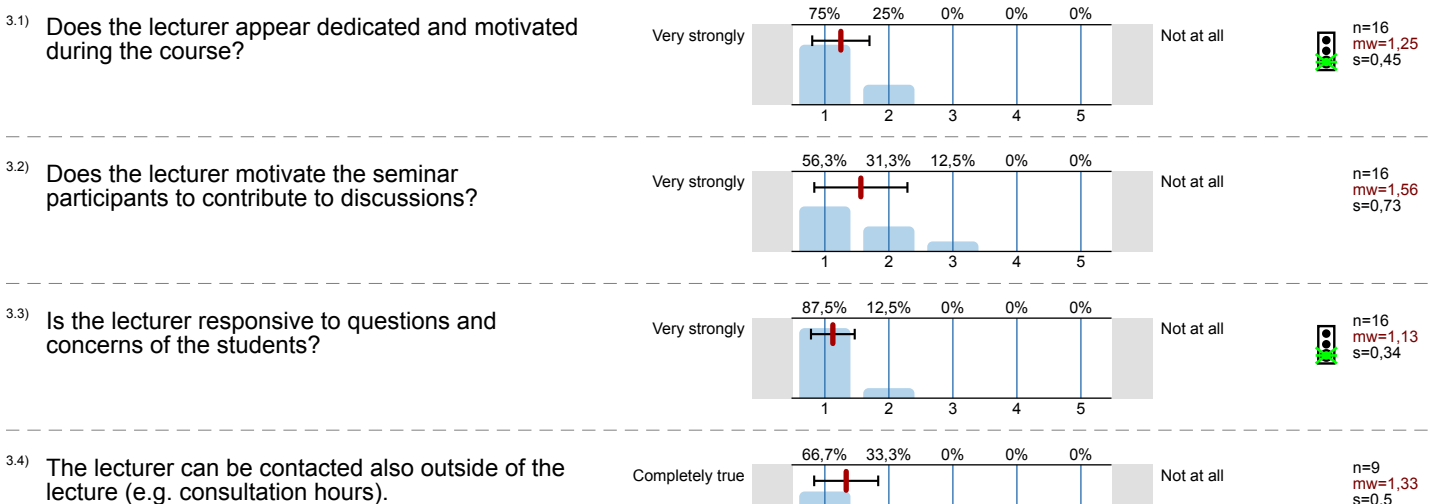 3.1) Does the lecturer appear dedicated and motivated
during the course?
Very strongly
75% 25% 0% 0% 0%
1 2 3 4 5
Not at all
n=16
mw=1,25
s=0,45
3.2) Does the lecturer motivate the seminar
participants to contribute to discussions?
Very strongly
56,3% 31,3% 12,5% 0% 0%
1 2 3 4 5
Not at all
n=16
mw=1,56
s=0,73
3.3) Is the lecturer responsive to questions and
concerns of the students?
Very strongly
87,5% 12,5% 0% 0% 0%
1 2 3 4 5
Not at all
n=16
mw=1,13
s=0,34
3.4) The lecturer can be contacted also outside of the
lecture (e.g. consultation hours).
Completely true
66,7% 33,3% 0% 0% 0%
Not at all
n=9
mw=1,33
s=0,5